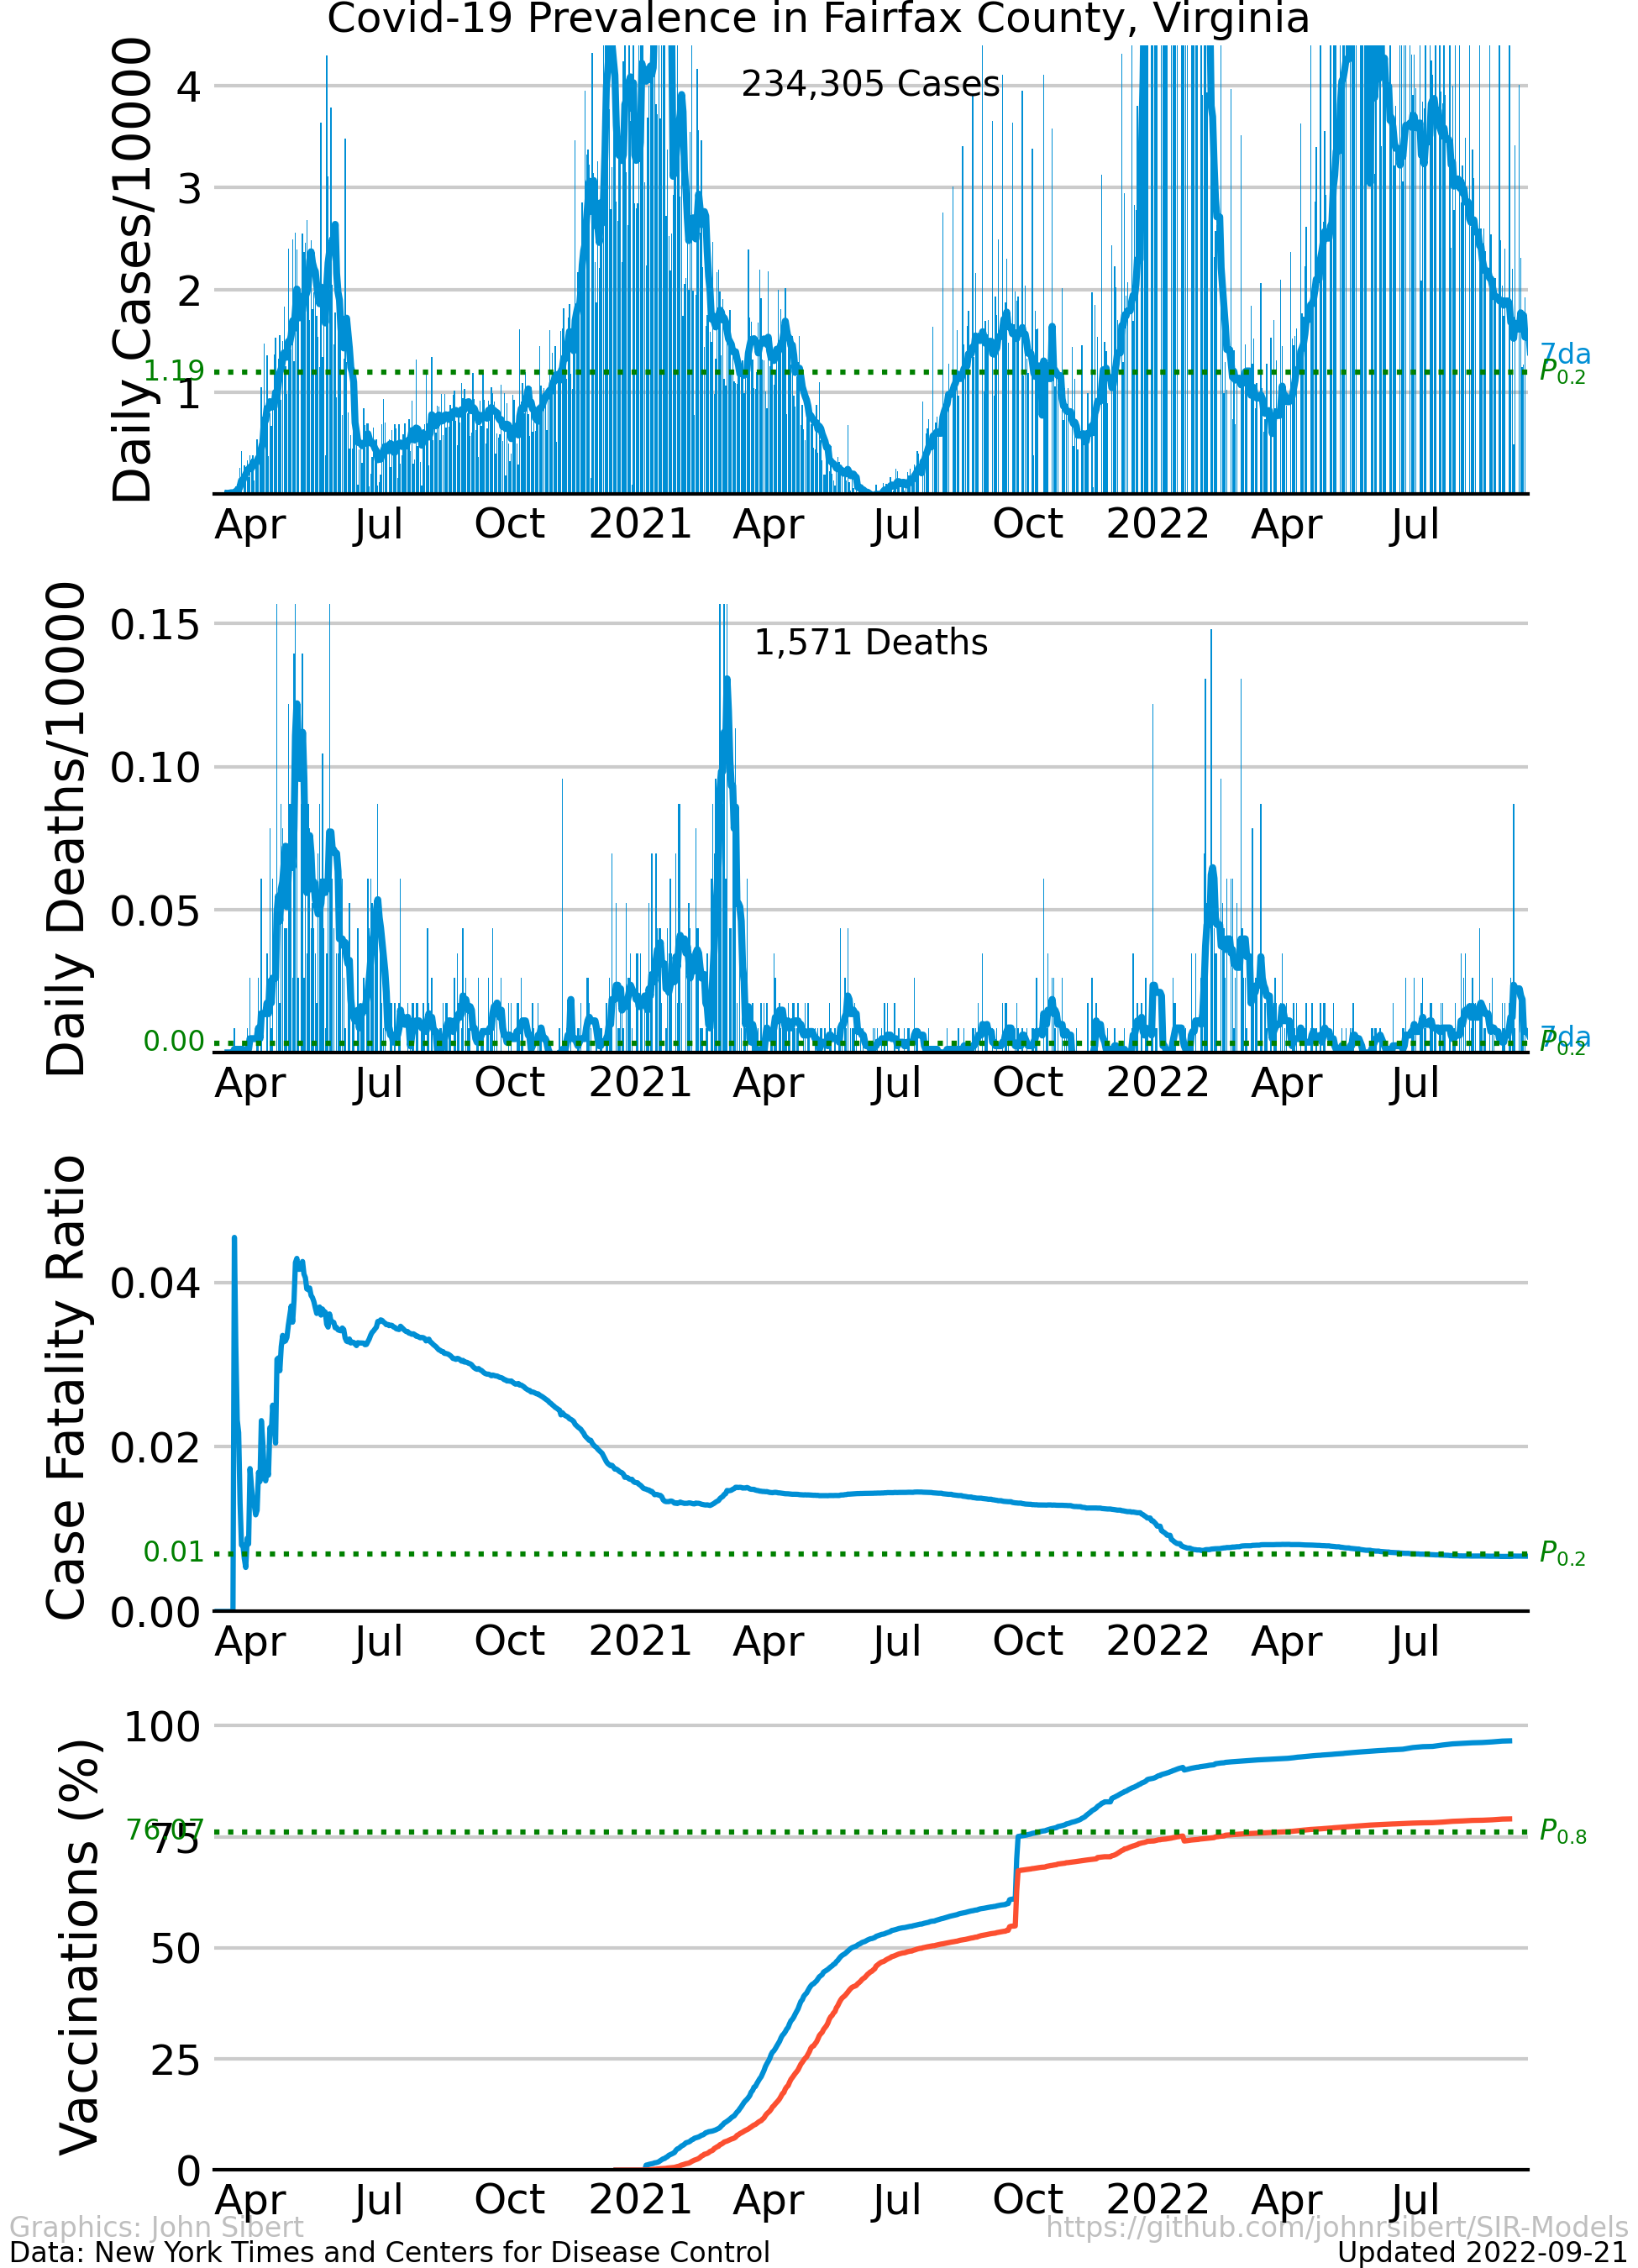 Covid-19 Prevalence in Fairfax County, Virginia
Daily Cases/10000
4
3
2
1
1.19
234,305 Cases
7da
P0.2
Apr Jul Oct 2021 Apr Jul Oct 2022 Apr Jul
Daily Deaths/10000
0.15
0.10
0.05
0.00
1,571 Deaths
7da
P0.2
Apr Jul Oct 2021 Apr Jul Oct 2022 Apr Jul
Case Fatality Ratio
0.04
0.02
0.01
0.00
P0.2
Apr Jul Oct 2021 Apr Jul Oct 2022 Apr Jul
Vaccinations (%)
100
76.07
75
50
25
0
P0.8
Apr Jul Oct 2021 Apr Jul Oct 2022 Apr Jul
Graphics: John Sibert https://github.com/johnrsibert/SIR-Models
Data: New York Times and Centers for Disease Control Updated 2022-09-21